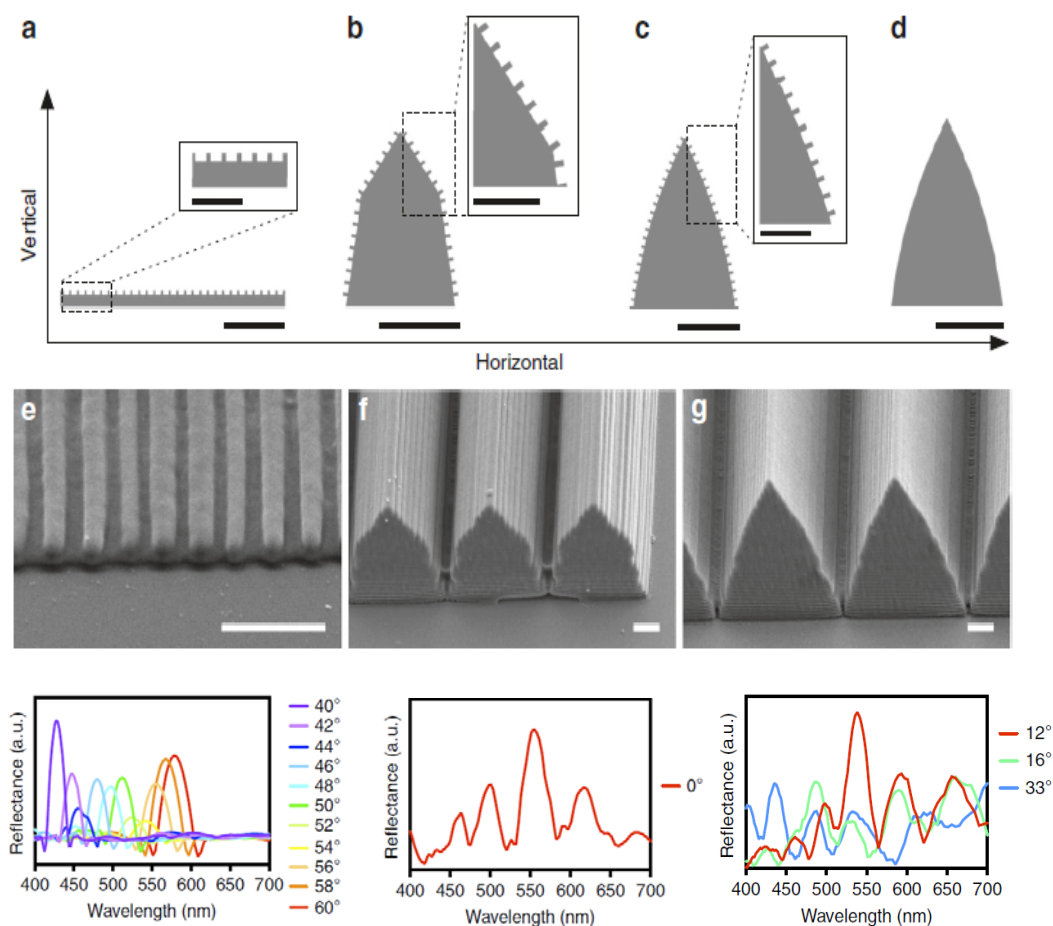 a b c d
Vertical
Horizontal
e f g
Reflectance (a.u.)
400 450 500 550 600 650 700
Wavelength (nm)
40°
42°
44°
46°
48°
50°
52°
54°
56°
58°
60°
Reflectance (a.u.)
400 450 500 550 600 650 700
Wavelength (nm)
0°
Reflectance (a.u.)
400 450 500 550 600 650 700
Wavelength (nm)
12°
16°
33°